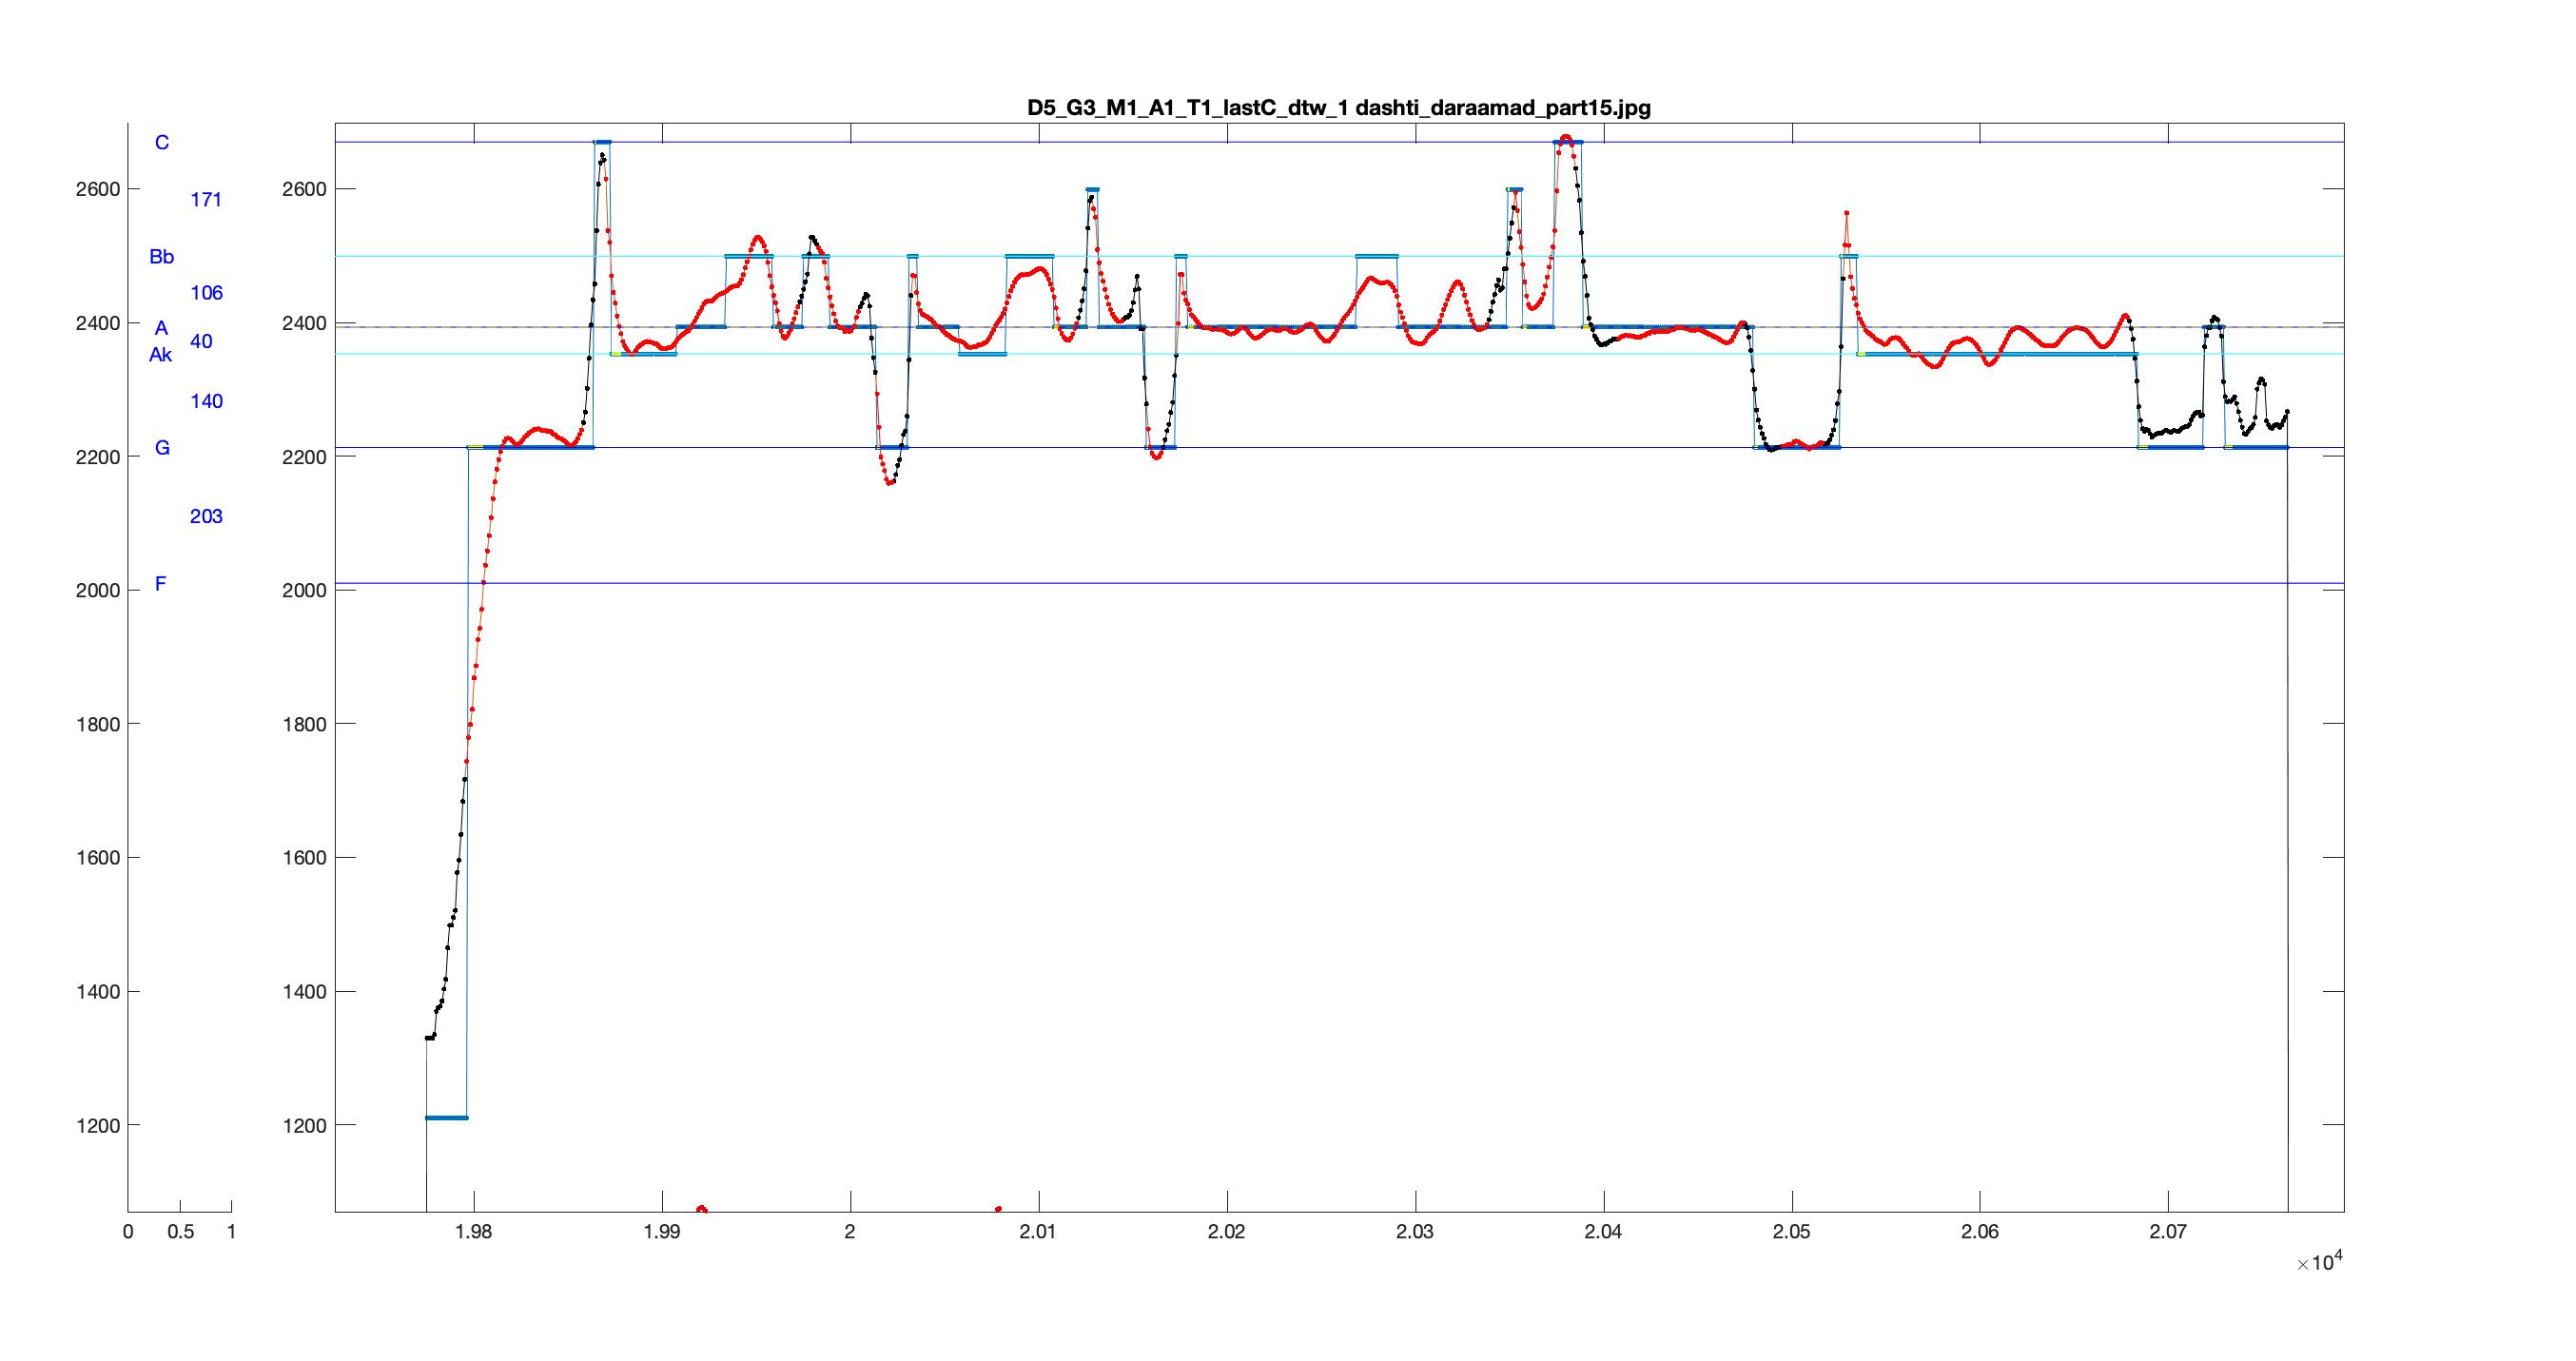 D5_G3_M1_A1_T1_lastC_dtw_1 dashti_daraamad_part15.jpg
C
2600 171 2600
Bb
106
2400 A 2400
40
Ak
140
G
2200 2200
203
2000 F 2000
1800 1800
1600 1600
1400 1400
1200 1200
0 0.5 1 1.98 1.99 2 2.01 2.02 2.03 2.04 2.05 2.06 2.07
×10^4